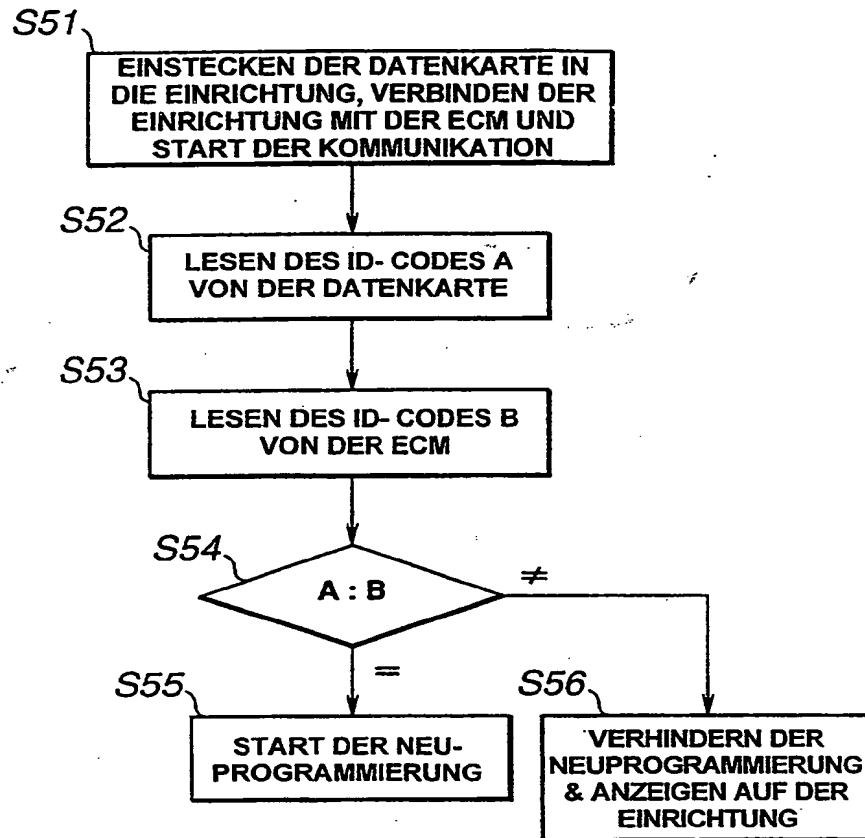 S51
EINSTECKEN DER DATENKARTE IN
DIE EINRICHTUNG, VERBINDEN DER
EINRICHTUNG MIT DER ECM UND
START DER KOMMUNIKATION
S52
LESEN DES ID- CODES A
VON DER DATENKARTE
S53
LESEN DES ID- CODES B
VON DER ECM
S54
A : B
≠
=
S55
START DER NEU-
PROGRAMMIERUNG
S56
VERHINDERN DER
NEUPROGRAMMIERUNG
& ANZEIGEN AUF DER
EINRICHTUNG